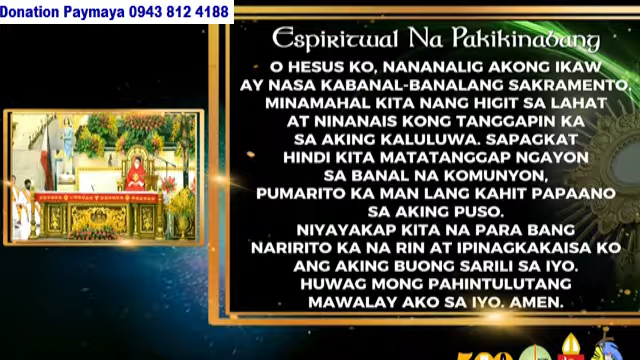 Donation Paymaya 0943 812 4188
Espiritwal Na Pakikinabang
O HESUS KO, NANANALIG AKONG IKAW
AY NASA KABANAL-BANALANG SAKRAMENTO.
MINAMAHAL KITA NANG HIGIT SA LAHAT
AT NINANAIS KONG TANGGAPIN KA
SA AKING KALULUWA. SAPAGKAT
HINDI KITA MATATANGGAP NGAYON
SA BANAL NA KOMUNYON,
PUMARITO KA MAN LANG KAHIT PAPAANO
SA AKING PUSO.
NIYAYAKAP KITA NA PARA BANG
NARIRITO KA NA RIN AT IPINAGKAKAISA KO
ANG AKING BUONG SARILI SA IYO.
HUWAG MONG PAHINTULUTANG
MAWALAY AKO SA IYO. AMEN.